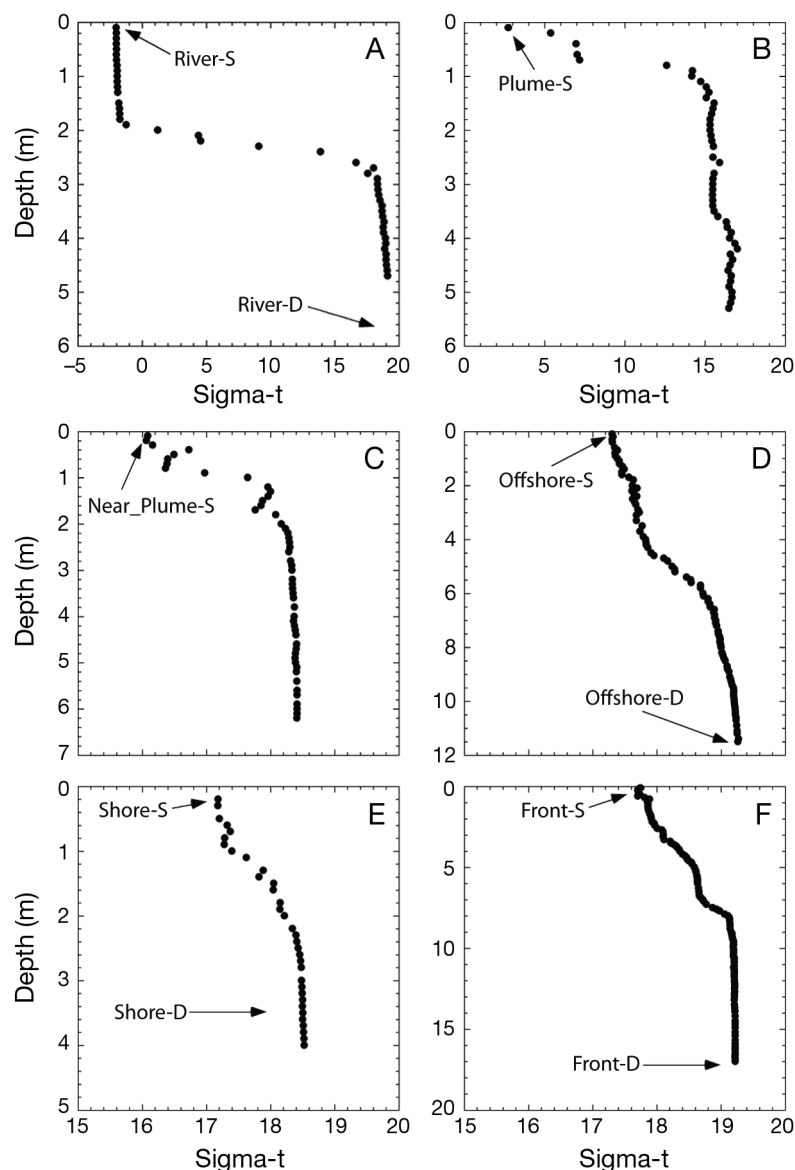 A
River-S
River-D
0
1
2
3
4
5
6
−5 0 5 10 15 20
Depth (m)
Sigma-t
B
Plume-S
0
1
2
3
4
5
6
0 5 10 15 20
Sigma-t
C
Near_Plume-S
0
1
2
3
4
5
6
7
Depth (m)
D
Offshore-S
Offshore-D
0
2
4
6
8
10
12
E
Shore-S
Shore-D
0
1
2
3
4
5
15 16 17 18 19 20
Depth (m)
Sigma-t
F
Front-S
Front-D
0
5
10
15
20
15 16 17 18 19 20
Sigma-t